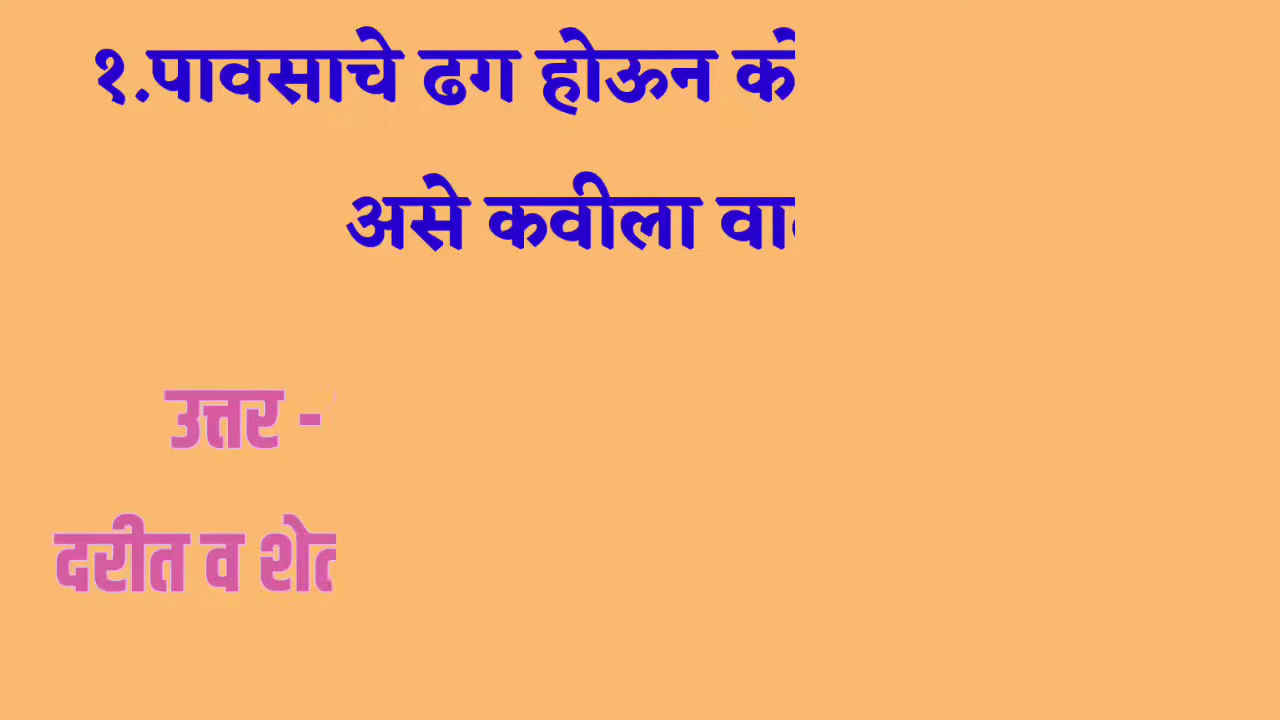 १.पावसाचे ढग होऊन
असे कवीला
उत्तर -
दरीत व